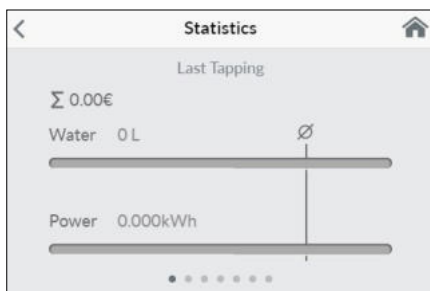 Statistics
Last Tapping
Σ 0.00€
Water 0 L Ø
Power 0.000kWh